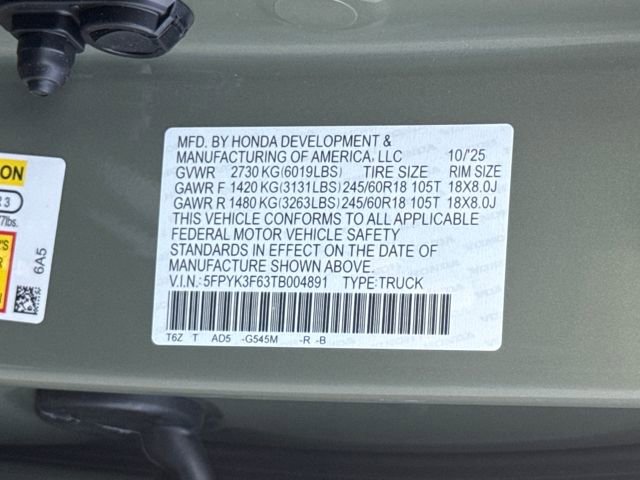 MFD. BY HONDA DEVELOPMENT &
MANUFACTURING OF AMERICA, LLC 10/'25
GVWR 2730 KG(6019LBS) TIRE SIZE RIM SIZE
GAWR F 1420 KG(3131LBS) 245/60R18 105T 18X8.0J
GAWR R 1480 KG(3263LBS) 245/60R18 105T 18X8.0J
THIS VEHICLE CONFORMS TO ALL APPLICABLE
FEDERAL MOTOR VEHICLE SAFETY
STANDARDS IN EFFECT ON THE DATE OF
MANUFACTURE SHOWN ABOVE.
V.I.N.: 5FPYK3F63TB004891 TYPE: TRUCK
T6Z T AD5 -G545M -R -B
ON
R 3
7lbs.
'S
R
6A5